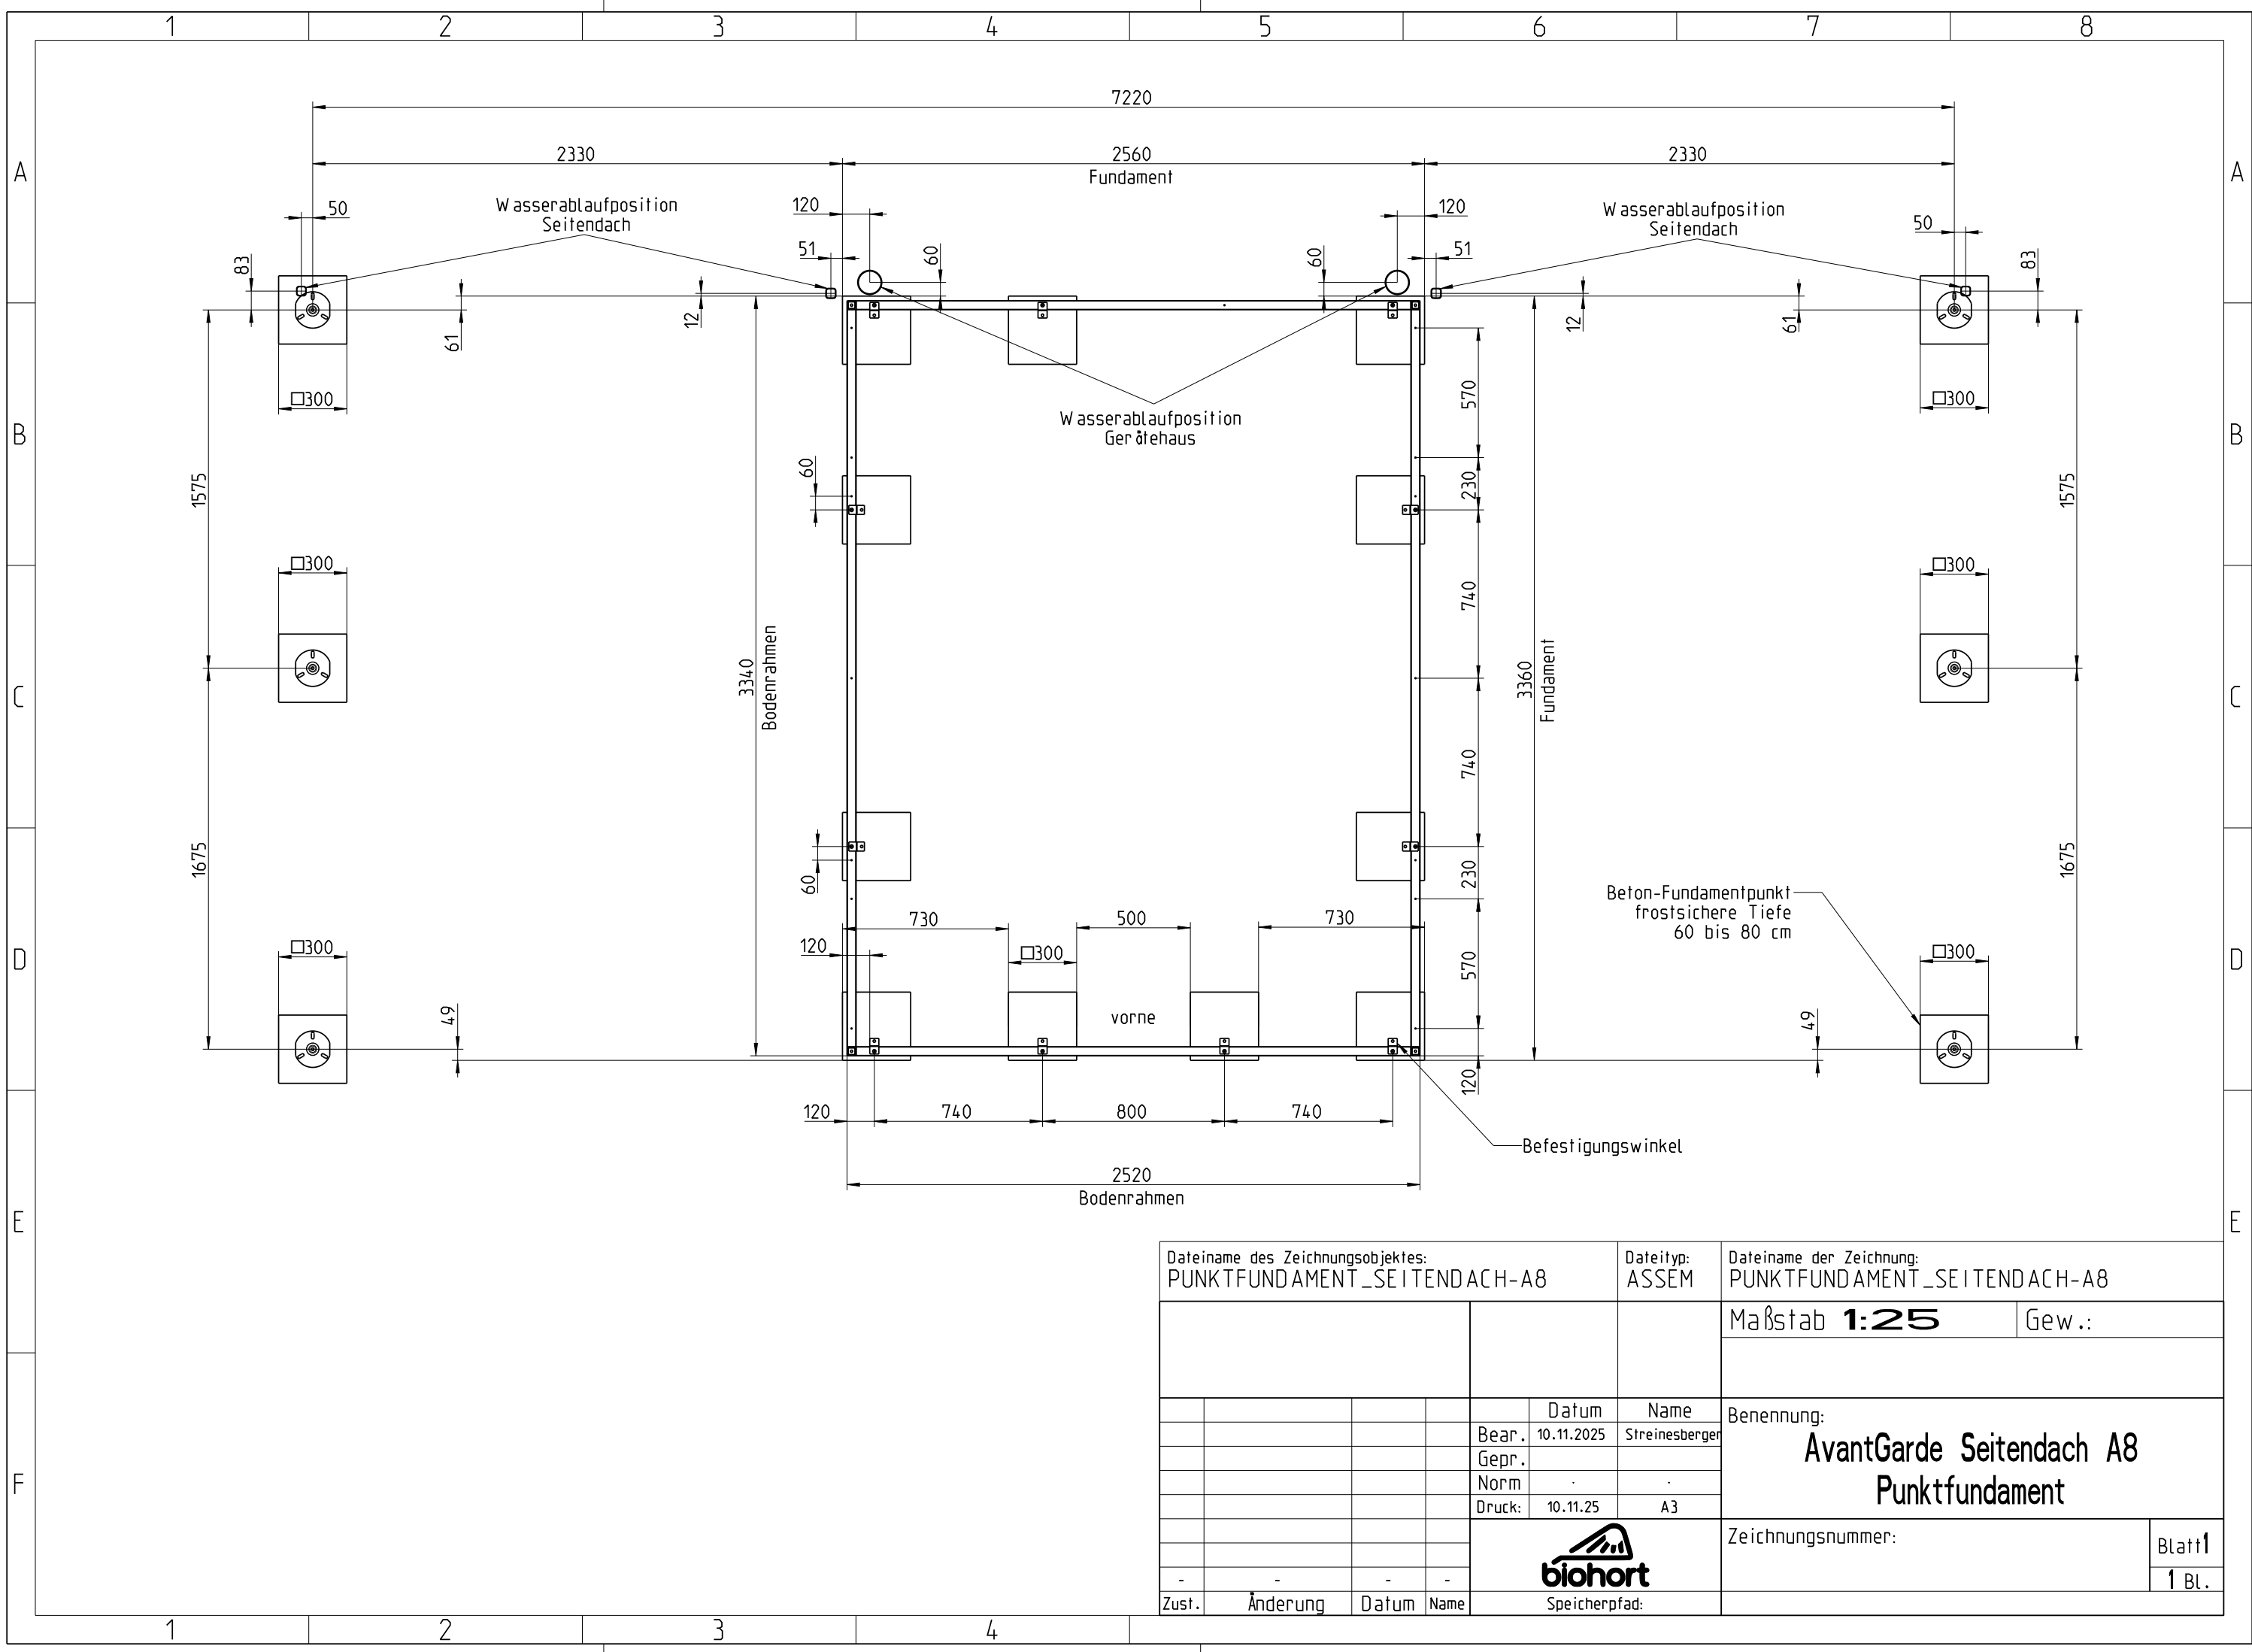 1 2 3 4 5 6 7 8
7220
A 2330 2560 2330 A
Fundament
Wasserablaufposition
Seitendach
Wasserablaufposition
Seitendach
50 120 120 50
51 60 60 51
83 83
61 12 12 61
□300 □300
570
Wasserablaufposition
Gerätehaus
B B
1575 60 230 1575
□300 □300
740
3340
Bodenrahmen
3360
Fundament
C C
740
1675 60 230 1675
Beton-Fundamentpunkt
frostsichere Tiefe
60 bis 80 cm
730 500 730
120 □300
□300 570 □300
D D
49 vorne 49
120
120 740 800 740
Befestigungswinkel
2520
Bodenrahmen
E E
Dateiname des Zeichnungsobjektes: Dateityp: Dateiname der Zeichnung:
PUNKTFUNDAMENT_SEITENDACH-A8 ASSEM PUNKTFUNDAMENT_SEITENDACH-A8
Maßstab 1:25 Gew.:
Datum Name
Benennung:
Bear. 10.11.2025 Streinesberger
AvantGarde Seitendach A8
Gepr.
F
Norm . .
Punktfundament
Druck: 10.11.25 A3
Zeichnungsnummer:
Blatt1
biohort
- - - -
1 Bl.
Zust. Änderung Datum Name Speicherpfad:
1 2 3 4